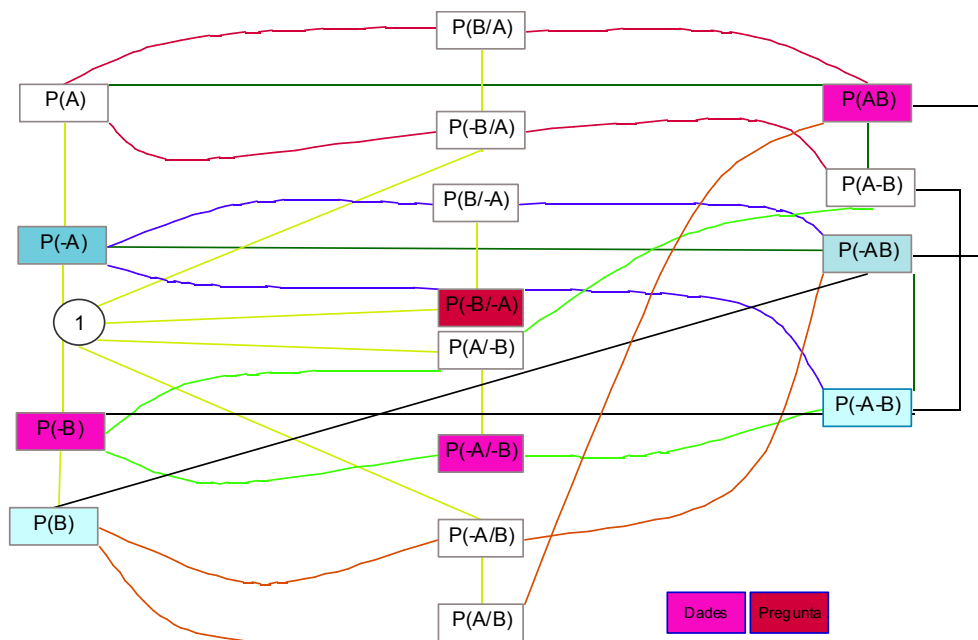 P(B/A)
P(A)
P(AB)
P(-B/A)
P(A-B)
P(B/-A)
P(-A)
P(-AB)
P(-B/-A)
1
P(A/-B)
P(-A-B)
P(-B)
P(-A/-B)
P(B)
P(-A/B)
P(A/B)
Dades
Pregunta